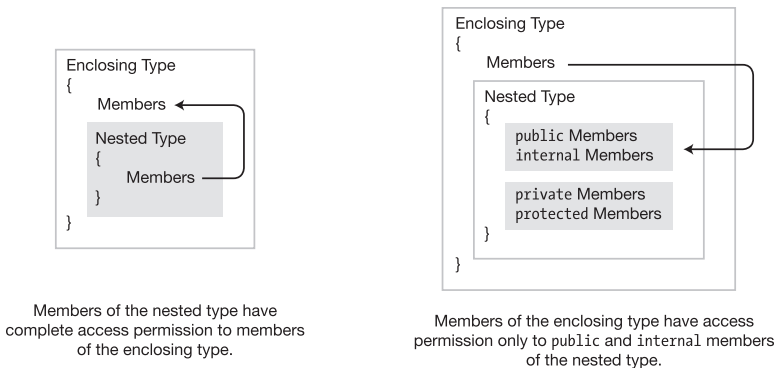 Enclosing Type
{
Members
Nested Type
{
Members
}
}
Members of the nested type have
complete access permission to members
of the enclosing type.
Enclosing Type
{
Members
Nested Type
{
public Members
internal Members
private Members
protected Members
}
}
Members of the enclosing type have access
permission only to public and internal members
of the nested type.